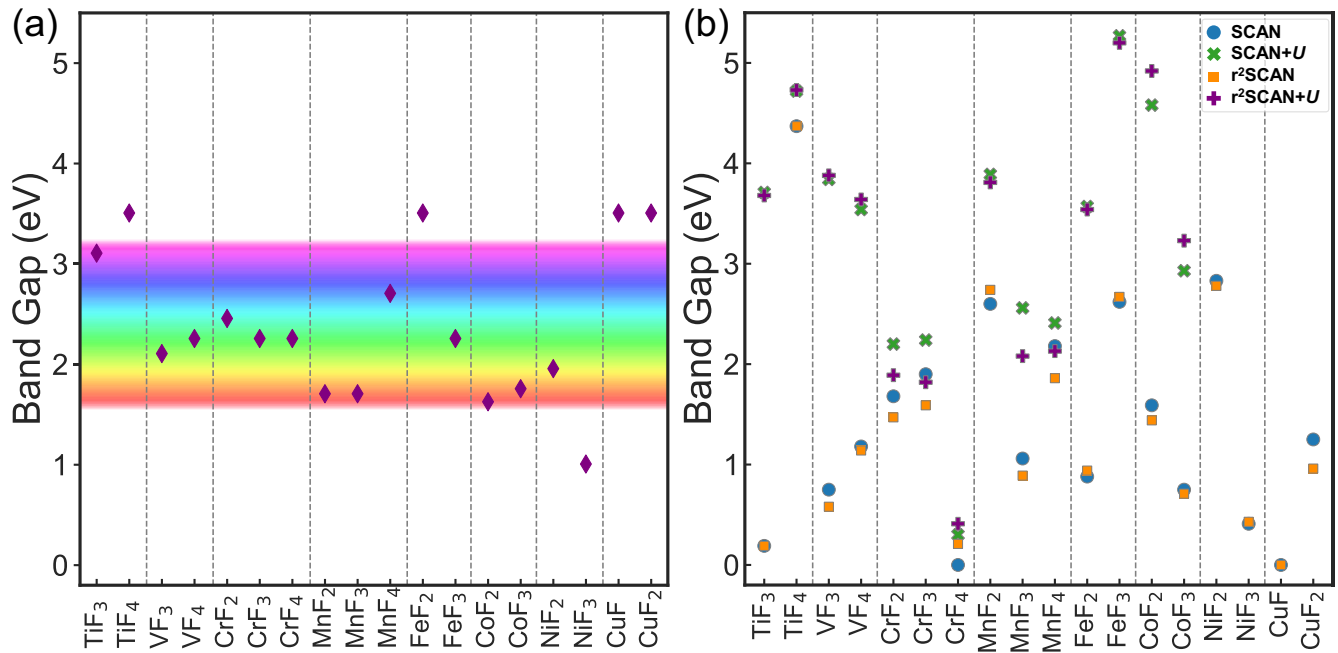 (a)
Band Gap (eV)
5
4
3
2
1
0
TiF₃
TiF₄
VF₃
VF₄
CrF₂
CrF₃
CrF₄
MnF₂
MnF₃
MnF₄
FeF₂
FeF₃
CoF₂
CoF₃
NiF₂
NiF₃
CuF
CuF₂
(b)
Band Gap (eV)
5
4
3
2
1
0
SCAN
SCAN+U
r²SCAN
r²SCAN+U
TiF₃
TiF₄
VF₃
VF₄
CrF₂
CrF₃
CrF₄
MnF₂
MnF₃
MnF₄
FeF₂
FeF₃
CoF₂
CoF₃
NiF₂
NiF₃
CuF
CuF₂